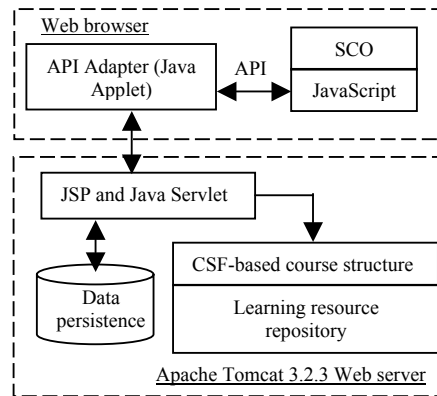 Web browser
API Adapter (Java
Applet)
API
SCO
JavaScript
JSP and Java Servlet
CSF-based course structure
Data
persistence
Learning resource
repository
Apache Tomcat 3.2.3 Web server